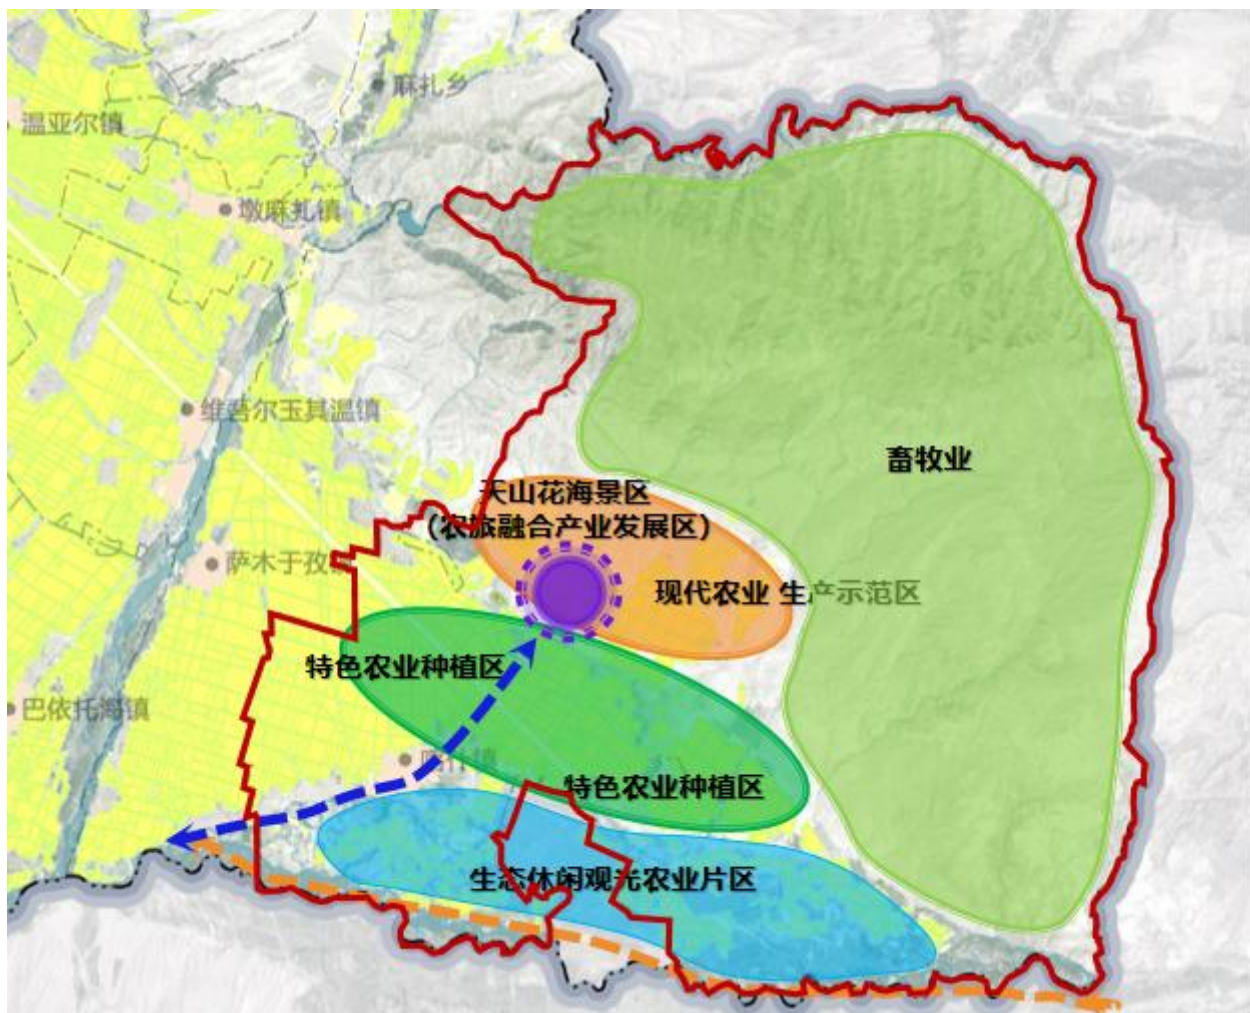 麻扎乡
温亚尔镇
墩麻扎镇
维吾尔玉其温镇
畜牧业
天山花海景区
（农旅融合产业发展区）
萨木于孜
现代农业 生产示范区
特色农业种植区
巴依托海镇
特色农业种植区
生态休闲观光农业片区